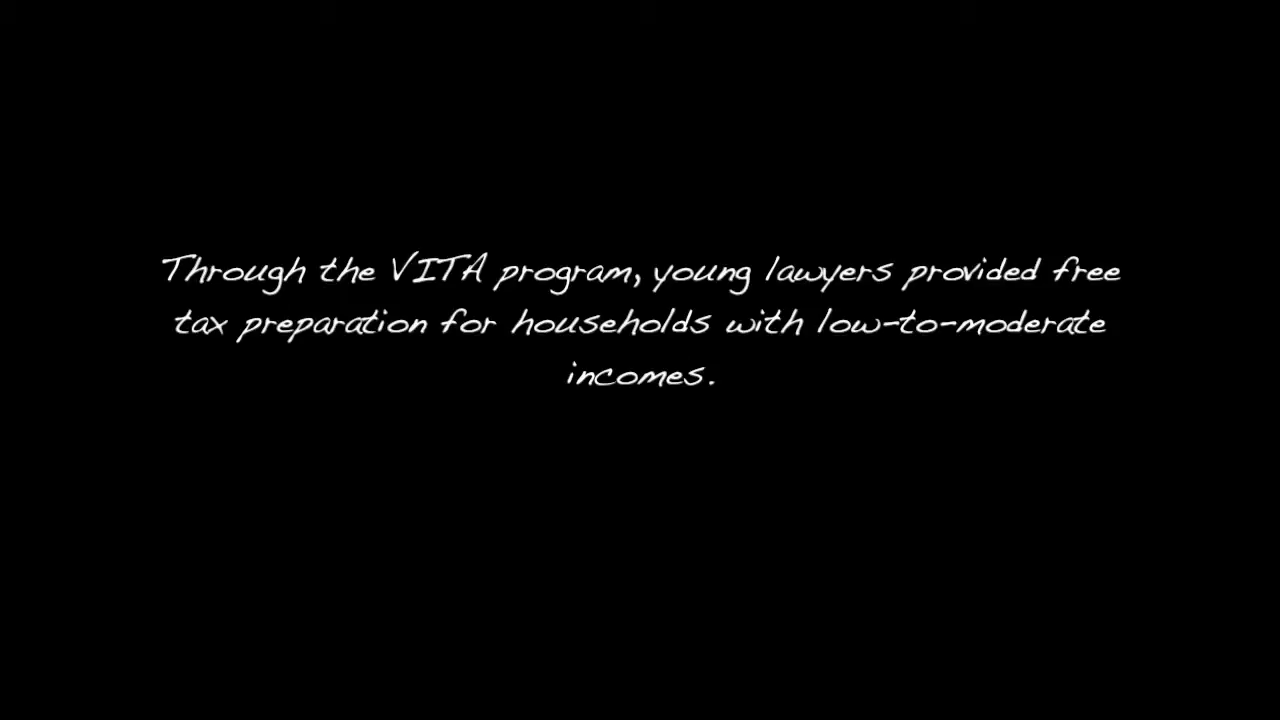 Through the VITA program, young lawyers provided free
tax preparation for households with low-to-moderate
incomes.